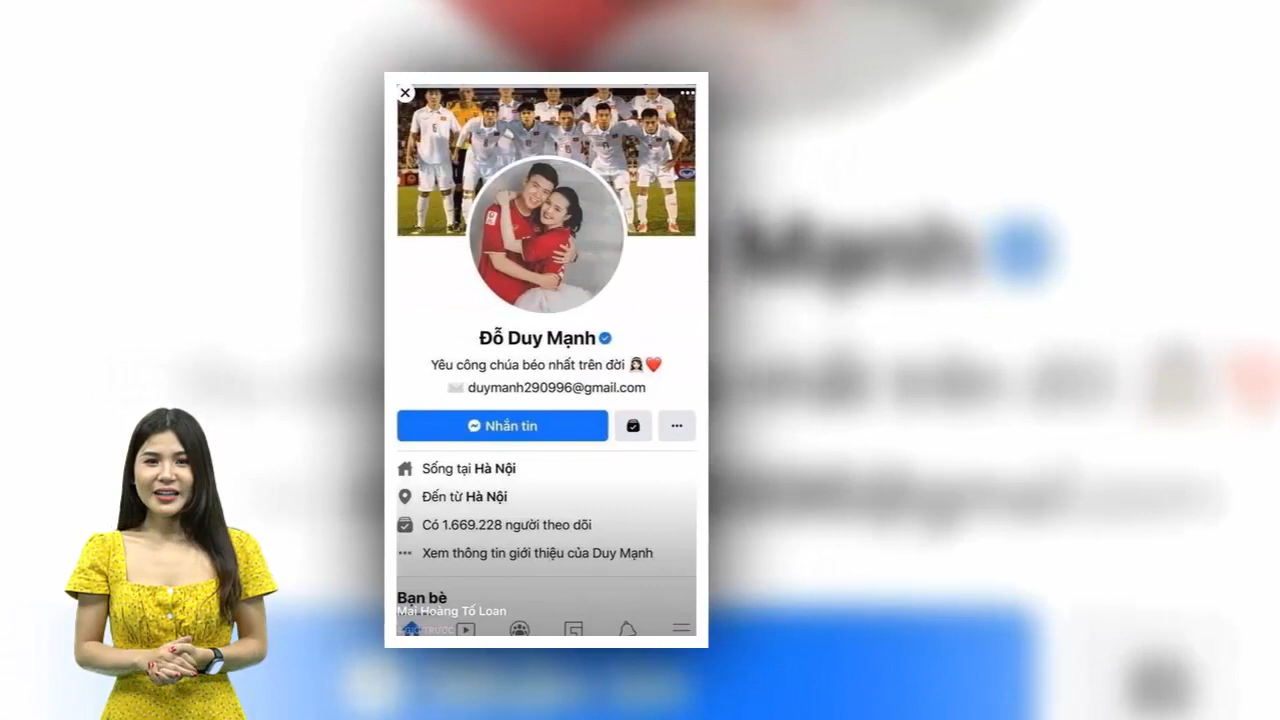 Đỗ Duy Mạnh
Yêu công chúa béo nhất trên đời 👰🏻❤️
✉️ duymanh290996@gmail.com
Nhắn tin
Sống tại Hà Nội
Đến từ Hà Nội
Có 1.669.228 người theo dõi
Xem thông tin giới thiệu của Duy Mạnh
Bạn bè
Mai Hoàng Tố Loan
Mạnh